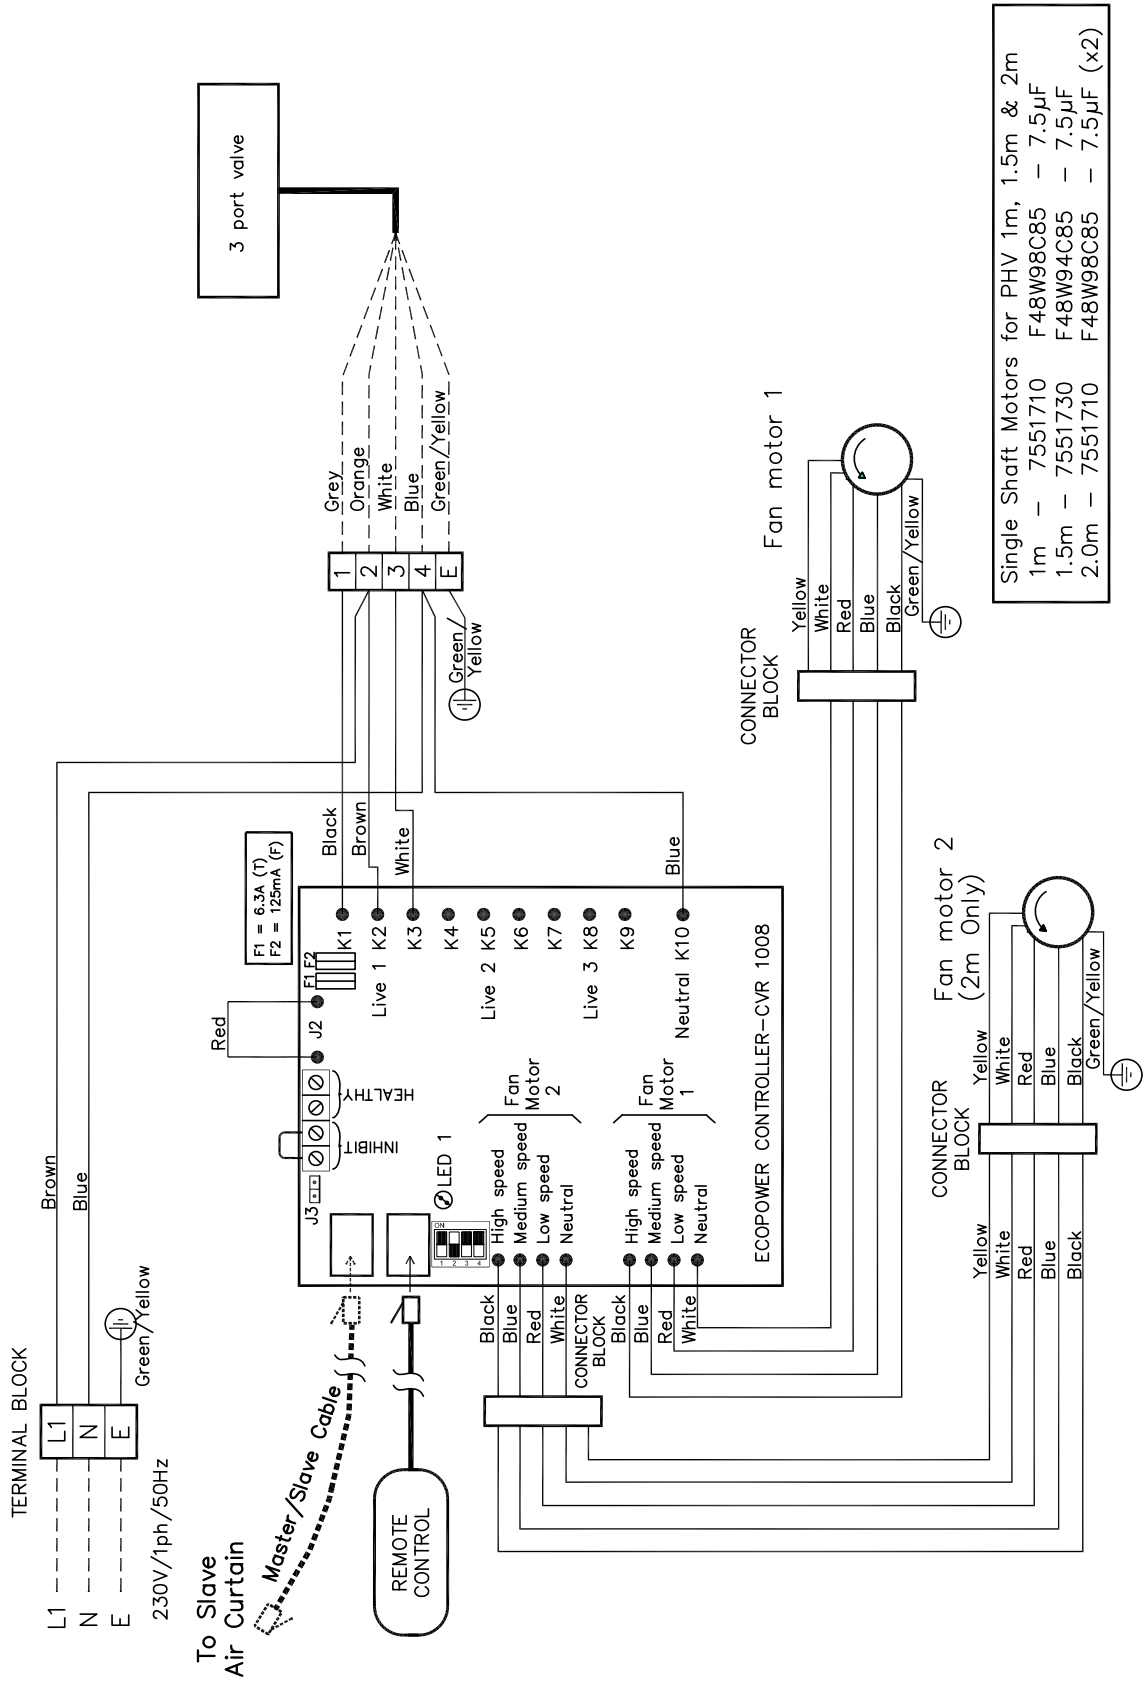 TERMINAL BLOCK
L1
N
E
L1
N
E
230V/1ph/50Hz
Brown
Blue
Green/Yellow
To Slave
Air Curtain
Master/Slave Cable
REMOTE
CONTROL
F1 = 6.3A (T)
F2 = 125mA (F)
Red
J2
F1 F2
J3
INHIBIT
HEALTHY
LED 1
ON
1 2 3 4
K1
K2
Live 1
K3
K4
K5
Live 2
K6
K7
K8
Live 3
K9
K10
Neutral
High speed
Medium speed
Low speed
Neutral
Fan
Motor
2
High speed
Medium speed
Low speed
Neutral
Fan
Motor
1
ECOPOWER CONTROLLER-CVR 1008
Black
Brown
White
Blue
1
2
3
4
E
Green/
Yellow
Grey
Orange
White
Blue
Green/Yellow
3 port valve
Black
Blue
Red
White
CONNECTOR
BLOCK
Black
Blue
Red
White
CONNECTOR
BLOCK
Yellow
White
Red
Blue
Black
Green/Yellow
Fan motor 1
Yellow
White
Red
Blue
Black
CONNECTOR
BLOCK
Yellow
White
Red
Blue
Black
Green/Yellow
Fan motor 2
(2m Only)
Single Shaft Motors for PHV 1m, 1.5m & 2m
1m - 7551710 F48W98C85 - 7.5µF
1.5m - 7551730 F48W94C85 - 7.5µF
2.0m - 7551710 F48W98C85 - 7.5µF (x2)